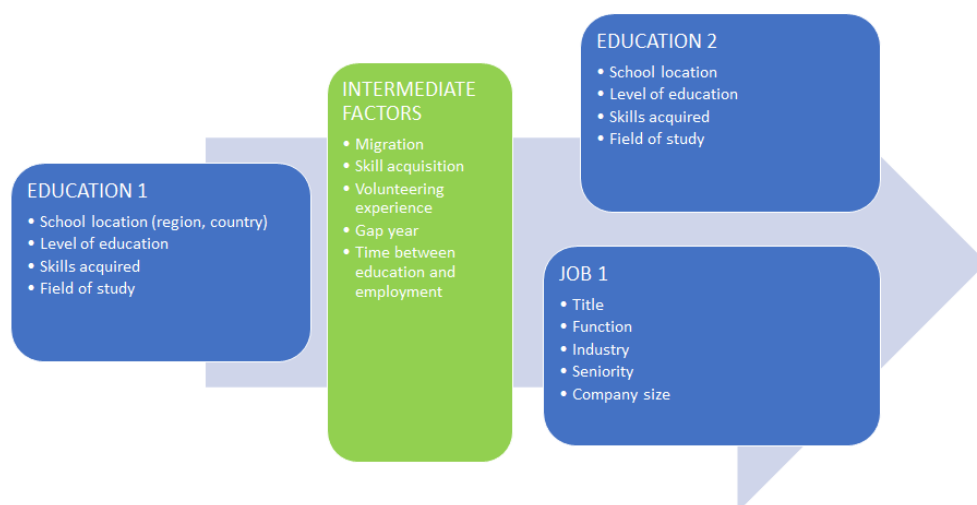 EDUCATION 1
• School location (region, country)
• Level of education
• Skills acquired
• Field of study
INTERMEDIATE
FACTORS
• Migration
• Skill acquisition
• Volunteering
experience
• Gap year
• Time between
education and
employment
EDUCATION 2
• School location
• Level of education
• Skills acquired
• Field of study
JOB 1
• Title
• Function
• Industry
• Seniority
• Company size